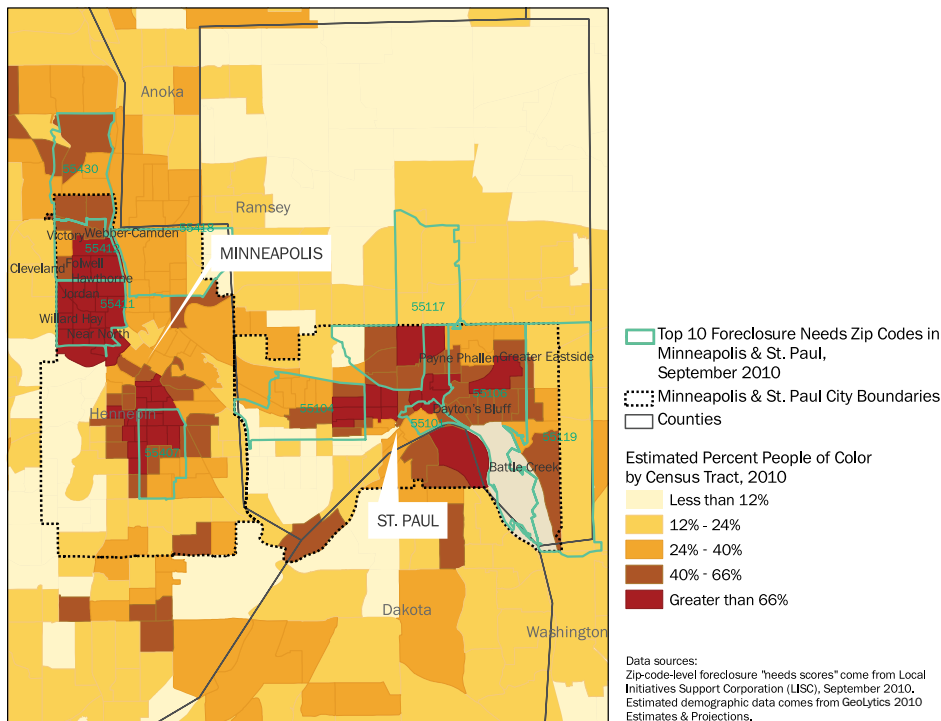 Anoka
55430
Ramsey
Victory
Webber-Camden
55418
MINNEAPOLIS
Cleveland
Folwell
Hawthorne
Jordan
55411
Willard Hay
Near North
55117
Payne Phallen
Greater Eastside
Hennepin
55104
Dayton's Bluff
55119
55407
Battle Creek
ST. PAUL
Dakota
Washington
Top 10 Foreclosure Needs Zip Codes in
Minneapolis & St. Paul,
September 2010
Minneapolis & St. Paul City Boundaries
Counties
Estimated Percent People of Color
by Census Tract, 2010
Less than 12%
12% - 24%
24% - 40%
40% - 66%
Greater than 66%
Data sources:
Zip-code-level foreclosure "needs scores" come from Local
Initiatives Support Corporation (LISC), September 2010.
Estimated demographic data comes from GeoLytics 2010
Estimates & Projections.